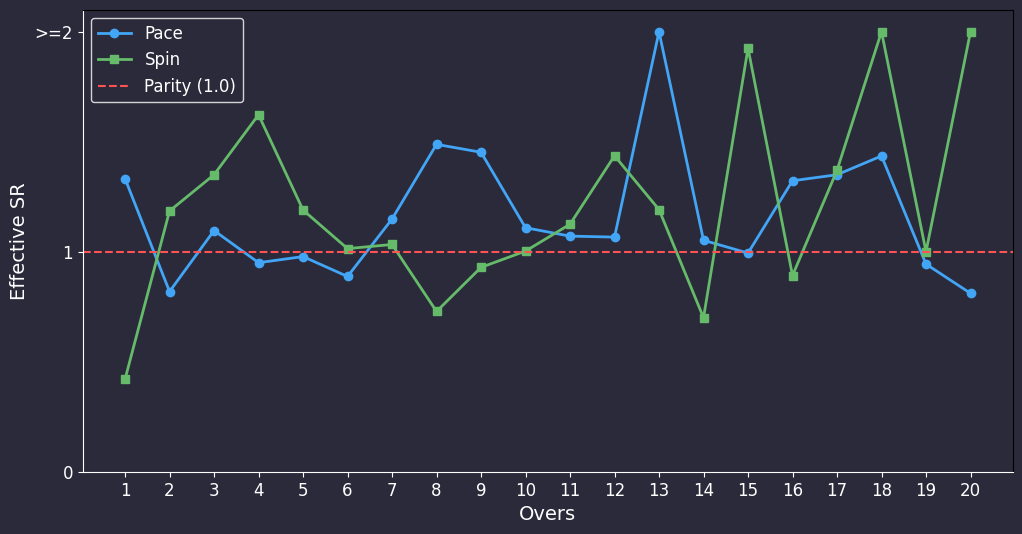 >=2
1
0
Effective SR
Pace
Spin
Parity (1.0)
1 2 3 4 5 6 7 8 9 10 11 12 13 14 15 16 17 18 19 20
Overs